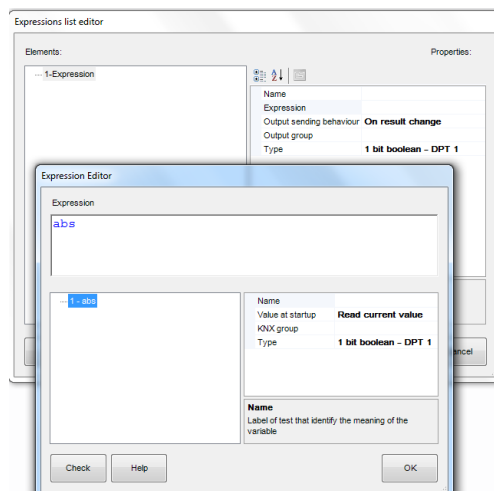 Expressions list editor
Elements:
Properties:
1-Expression
Name
Expression
Output sending behaviour On result change
Output group
Type 1 bit boolean – DPT 1
Expression Editor
Expression
abs
1 - abs
Name
Value at startup Read current value
KNX group
Type 1 bit boolean – DPT 1
ancel
Name
Label of test that identify the meaning of the
variable
Check
Help
OK